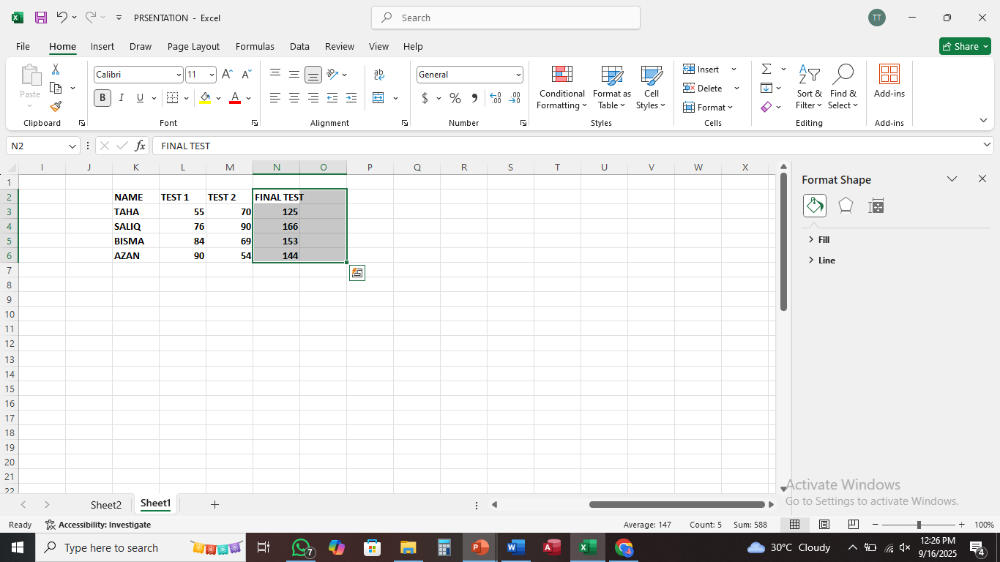 PRSENTATION - Excel
Search
TT
File Home Insert Draw Page Layout Formulas Data Review View Help
Share
Paste
Calibri 11
General
Conditional Formatting
Format as Table
Cell Styles
Insert
Delete
Format
Sort & Filter
Find & Select
Add-ins
Clipboard Font Alignment Number Styles Cells Editing Add-ins
N2 fx FINAL TEST
I J K L M N O P Q R S T U V W X
1
2 NAME TEST 1 TEST 2 FINAL TEST
3 TAHA 55 70 125
4 SALIQ 76 90 166
5 BISMA 84 69 153
6 AZAN 90 54 144
7
8
9
10
11
12
13
14
15
16
17
18
19
20
21
22
Format Shape
Fill
Line
Activate Windows
Go to Settings to activate Windows.
Sheet2 Sheet1
Ready Accessibility: Investigate Average: 147 Count: 5 Sum: 588 100%
Type here to search
7
30°C Cloudy
12:26 PM
9/16/2025
4